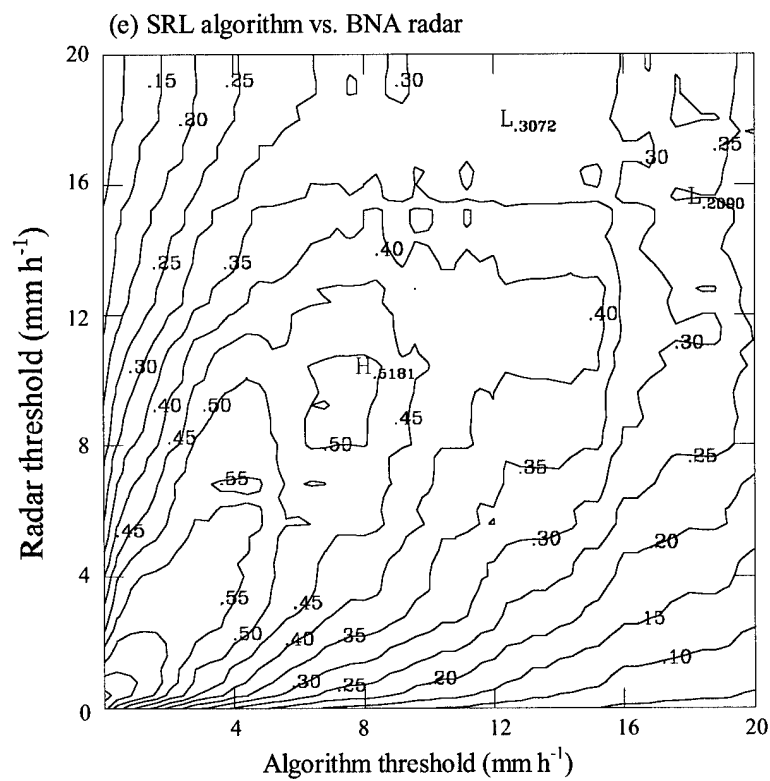 (e) SRL algorithm vs. BNA radar
20
.15 .25 .30
.20
L.3072
.25
.30
16
L.2090
.40
.25 .35
12
.40
.30
.30
H.5181
.40 .50
.45
.45
.50
8
.25
.35
.55
.45
.30
.20
4
.55 .45
.15
.50 .40 .35
.10
.30 .25 .20
0
4 8 12 16 20
Radar threshold (mm h-1)
Algorithm threshold (mm h-1)